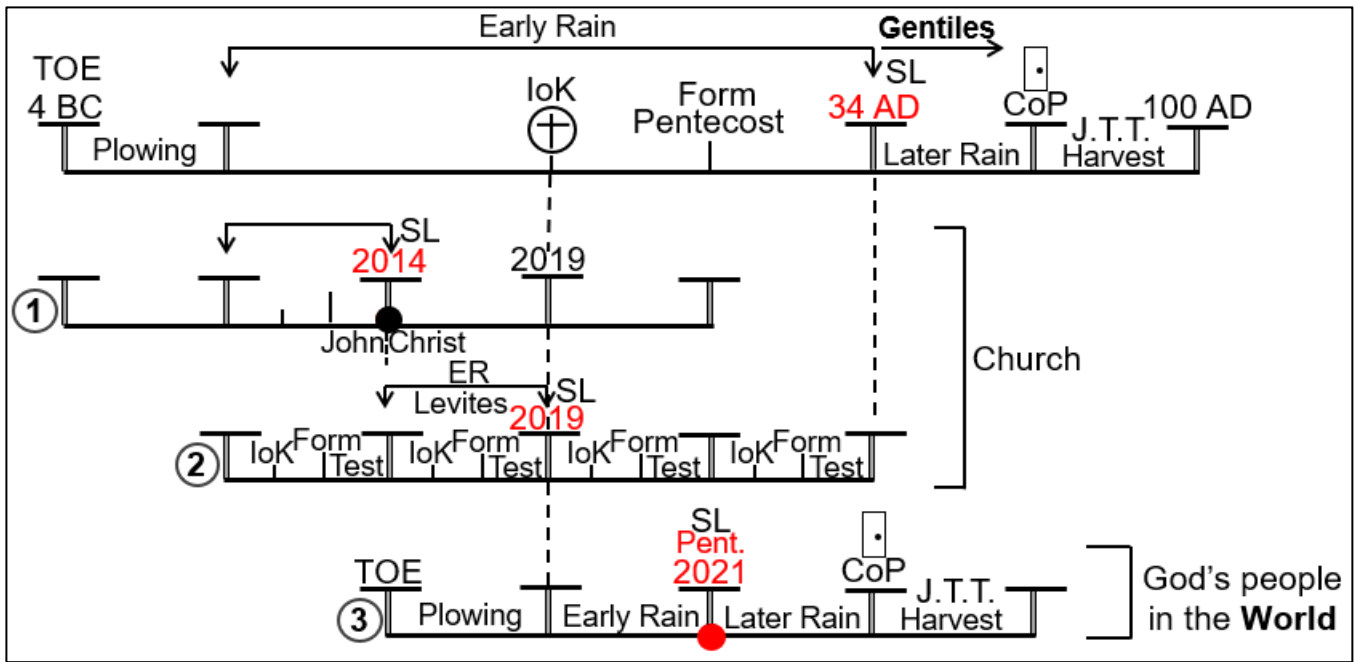 Early Rain
Gentiles
TOE
4 BC
IoK
Form
Pentecost
SL
34 AD
CoP
J.T.T.
100 AD
Plowing
Later Rain
Harvest
SL
2014
2019
1
John
Christ
Church
ER
Levites
SL
2019
2
IoK
Form
Test
IoK
Form
Test
IoK
Form
Test
IoK
Form
Test
SL
Pent.
2021
TOE
CoP
J.T.T.
3
Plowing
Early Rain
Later Rain
Harvest
God's people
in the World